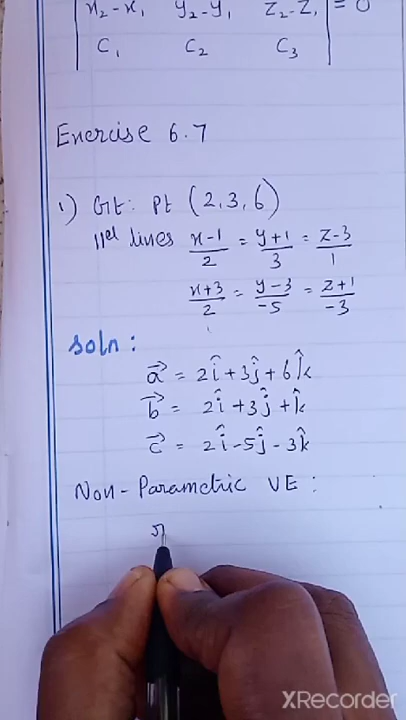 x₂-x₁ y₂-y₁ z₂-z₁ = 0
C₁ C₂ C₃
Exercise 6.7
1) Gt: Pt (2,3,6)
11el lines x-1/2 = y+1/3 = z-3/1
x+3/2 = y-3/-5 = z+1/-3
Soln:
a⃗ = 2î+3ĵ+6k̂
b⃗ = 2î+3ĵ+k̂
c⃗ = 2î-5ĵ-3k̂
Non-Parametric VE:
XRecorder